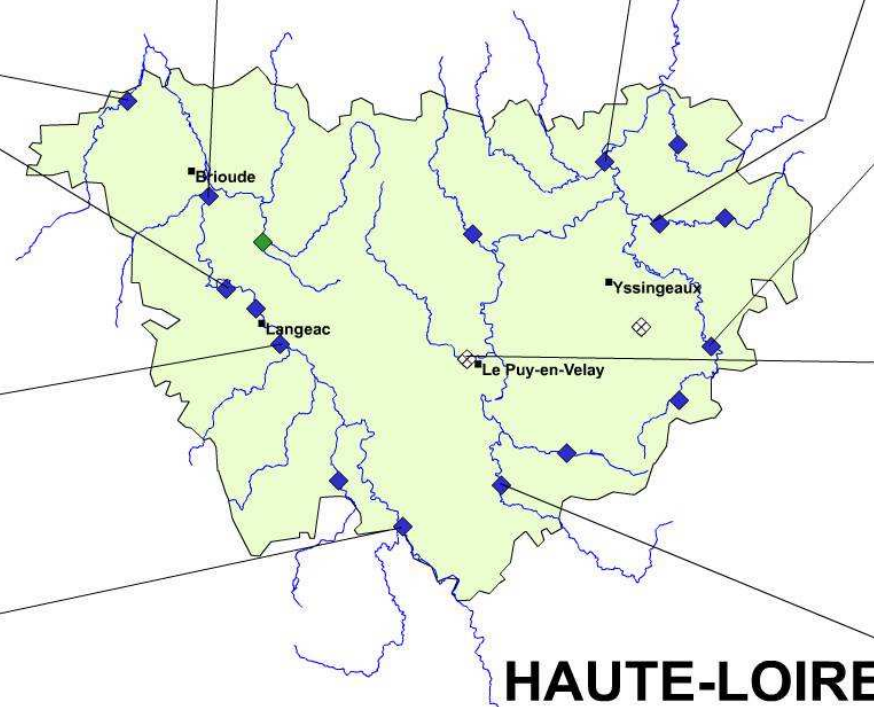 Brioude
Yssingeaux
Langeac
Le Puy-en-Velay
HAUTE-LOIRE